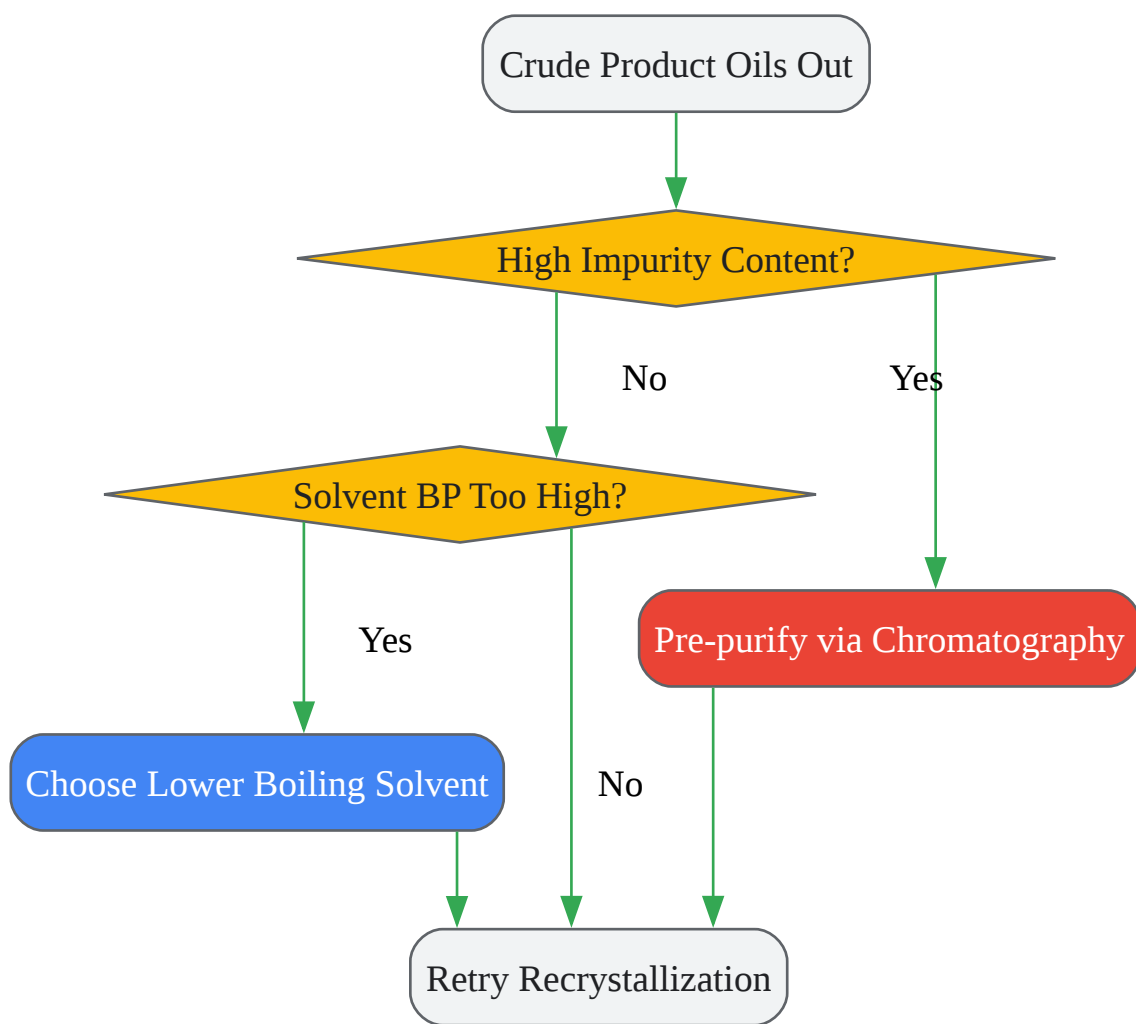 Crude Product Oils Out
High Impurity Content?
No
Yes
Solvent BP Too High?
Yes
Pre-purify via Chromatography
Choose Lower Boiling Solvent
No
Retry Recrystallization